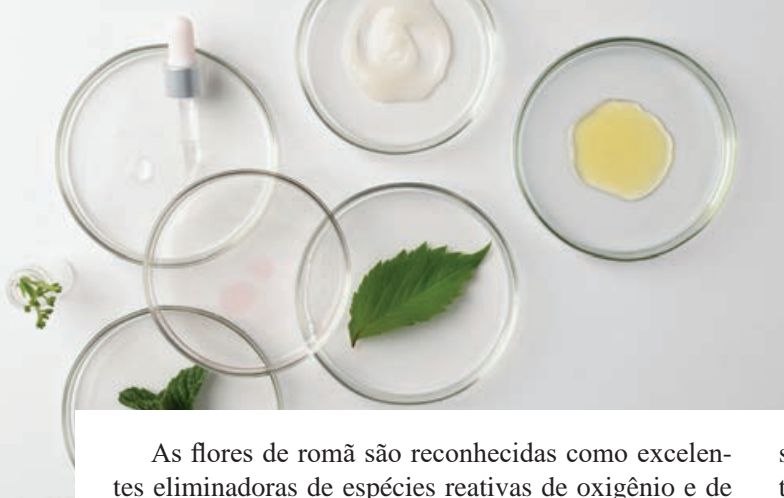 As flores de romã são reconhecidas como excelen-
tes eliminadoras de espécies reativas de oxigênio e de